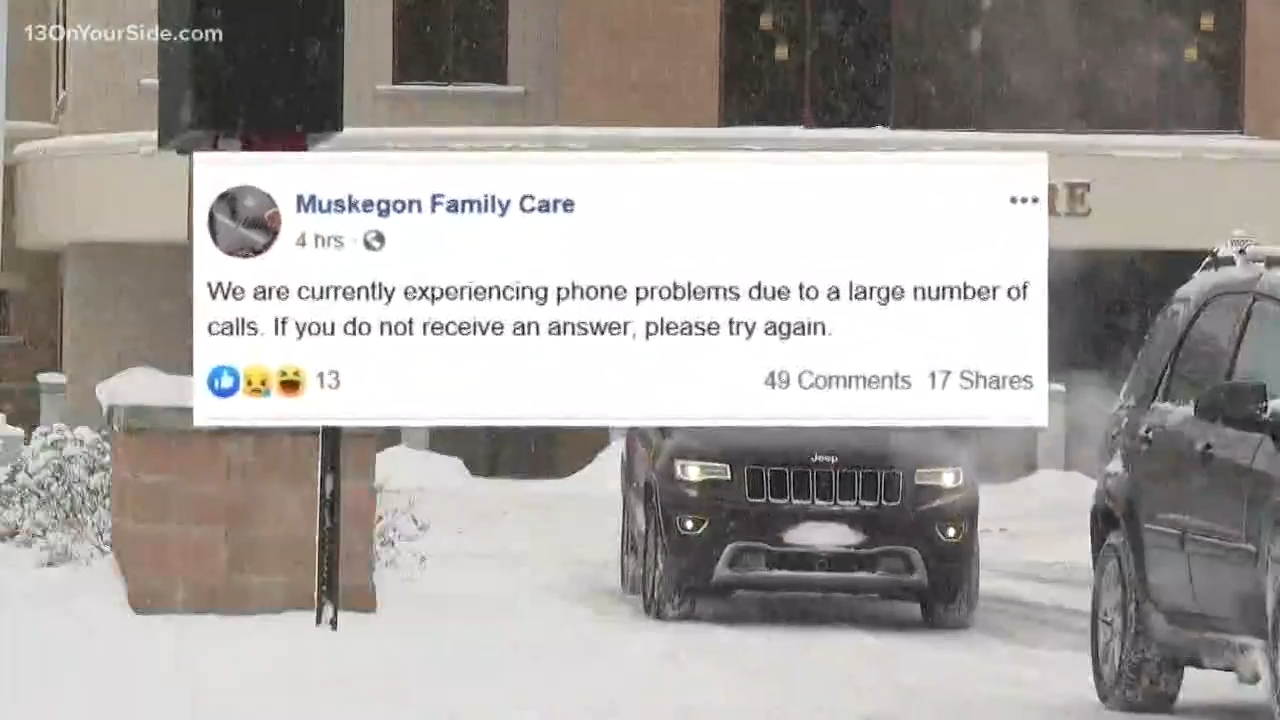 13OnYourSide.com
Muskegon Family Care
4 hrs
We are currently experiencing phone problems due to a large number of
calls. If you do not receive an answer, please try again.
13
49 Comments 17 Shares
RE
Jeep